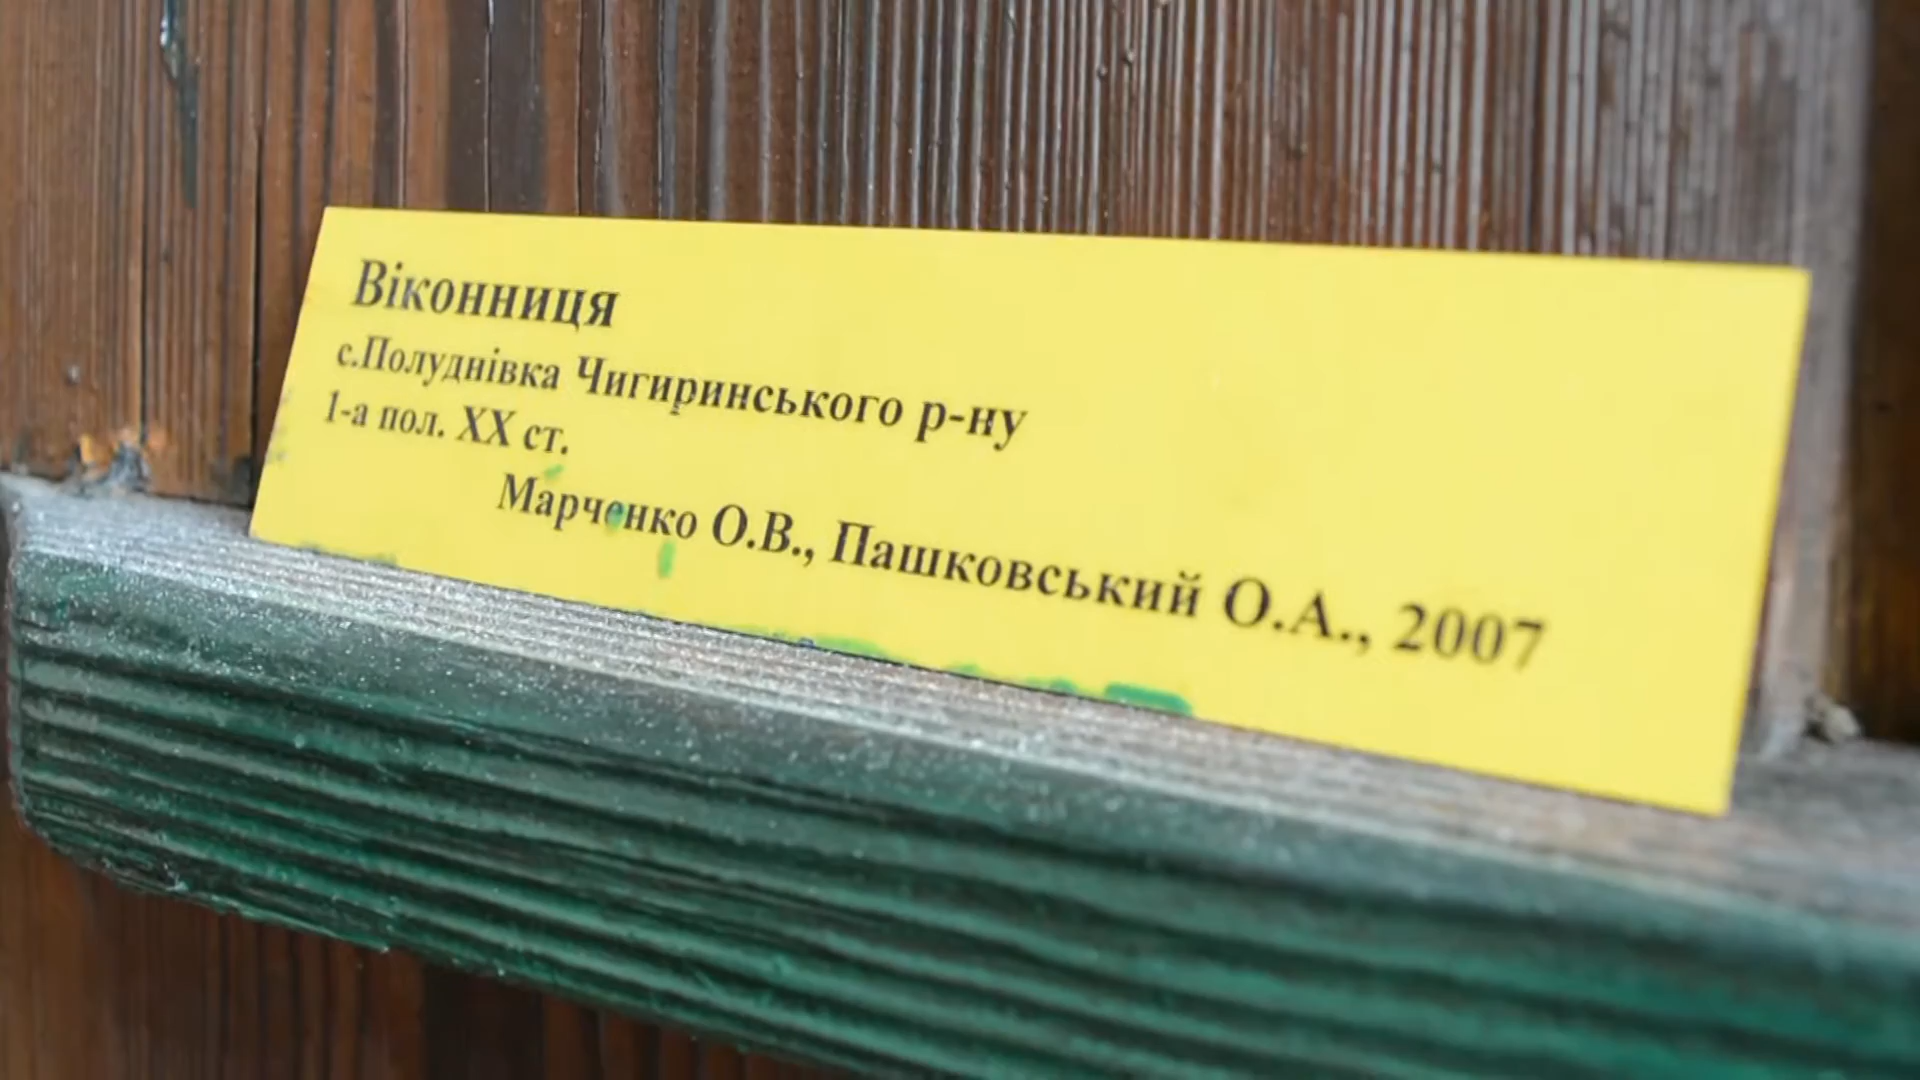 Віконниця
с.Полуднівка Чигиринського р-ну
1-а пол. XX ст.
Марченко О.В., Пашковський О.А., 2007